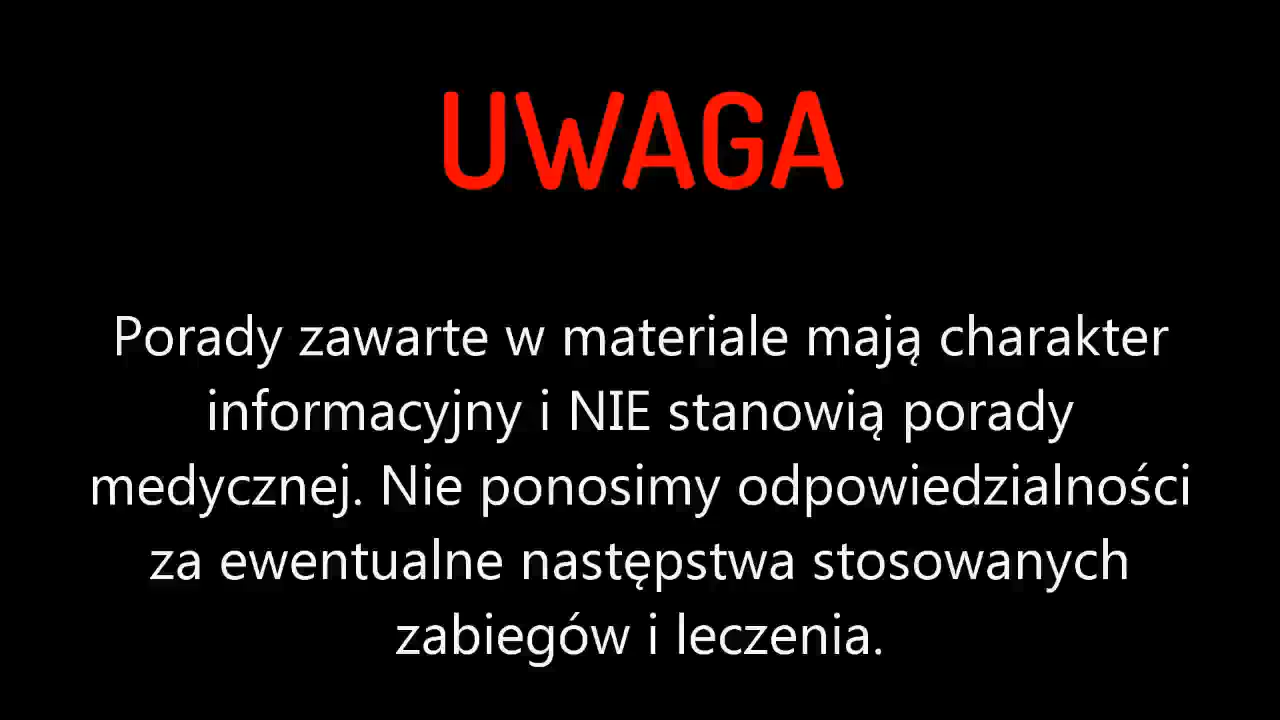 UWAGA
Porady zawarte w materiale mają charakter
informacyjny i NIE stanowią porady
medycznej. Nie ponosimy odpowiedzialności
za ewentualne następstwa stosowanych
zabiegów i leczenia.